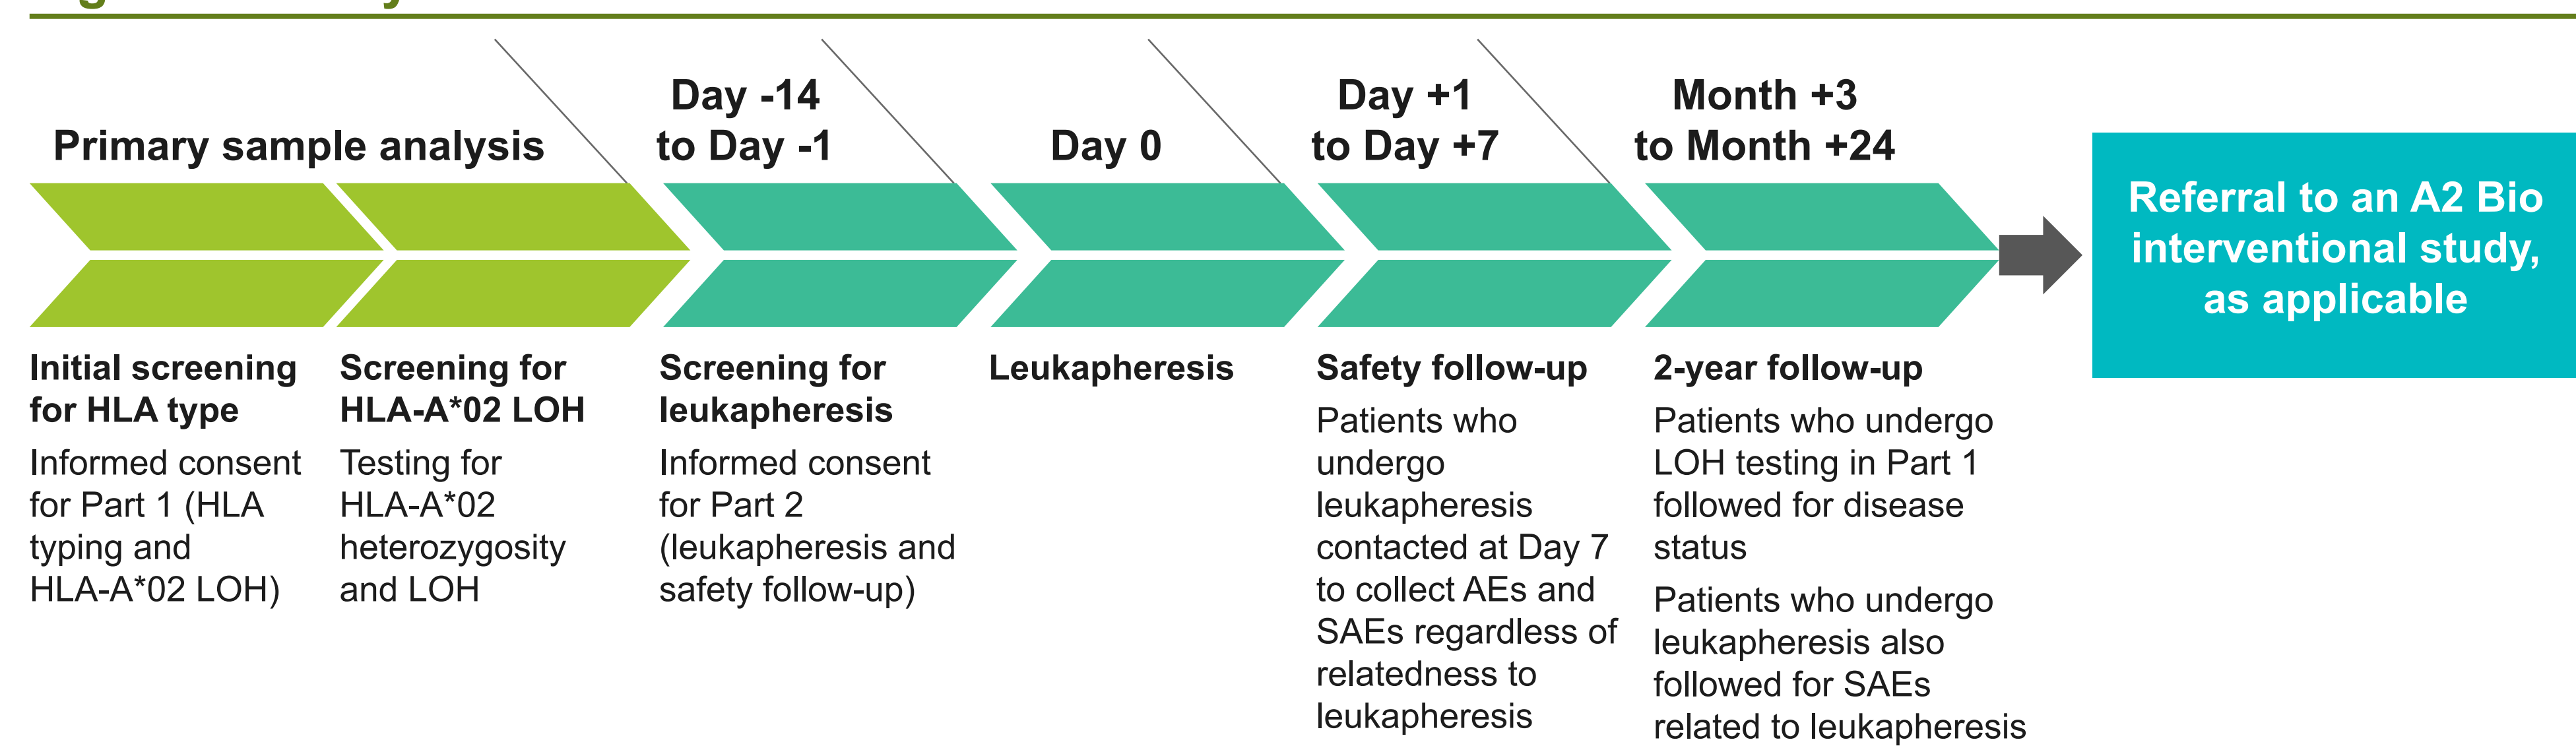 Primary sample analysis
Day -14
to Day -1
Day 0
Day +1
to Day +7
Month +3
to Month +24
Referral to an A2 Bio
interventional study,
as applicable
Initial screening
for HLA type
Informed consent
for Part 1 (HLA
typing and
HLA-A*02 LOH)
Screening for
HLA-A*02 LOH
Testing for
HLA-A*02
heterozygosity
and LOH
Screening for
leukapheresis
Informed consent
for Part 2
(leukapheresis and
safety follow-up)
Leukapheresis
Safety follow-up
Patients who
undergo
leukapheresis
contacted at Day 7
to collect AEs and
SAEs regardless of
relatedness to
leukapheresis
2-year follow-up
Patients who undergo
LOH testing in Part 1
followed for disease
status
Patients who undergo
leukapheresis also
followed for SAEs
related to leukapheresis